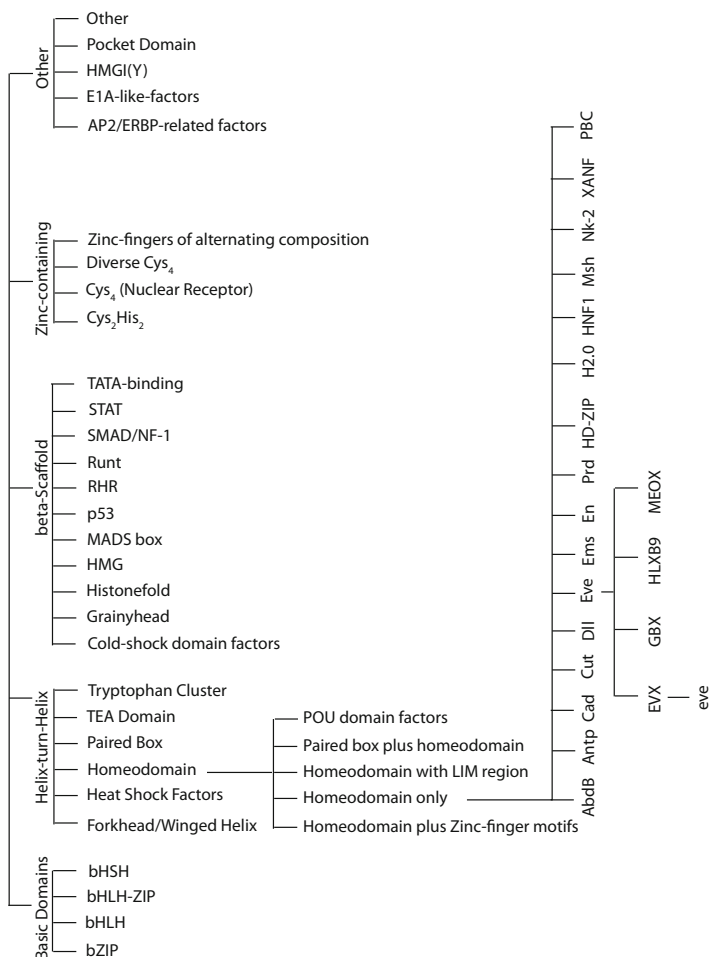 Other
Other
Pocket Domain
HMGI(Y)
E1A-like-factors
AP2/ERBP-related factors
Zinc-containing
Zinc-fingers of alternating composition
Diverse Cys₄
Cys₄ (Nuclear Receptor)
Cys₂His₂
beta-Scaffold
TATA-binding
STAT
SMAD/NF-1
Runt
RHR
p53
MADS box
HMG
Histonefold
Grainyhead
Cold-shock domain factors
Helix-turn-Helix
Tryptophan Cluster
TEA Domain
Paired Box
Homeodomain
Heat Shock Factors
Forkhead/Winged Helix
POU domain factors
Paired box plus homeodomain
Homeodomain with LIM region
Homeodomain only
Homeodomain plus Zinc-finger motifs
PBC
XANF
Nk-2
Msh
HNF1
H2.0
HD-ZIP
Prd
En
Ems
Eve
Dll
Cut
Cad
Antp
AbdB
MEOX
HLXB9
GBX
EVX
eve
Basic Domains
bHSH
bHLH-ZIP
bHLH
bZIP